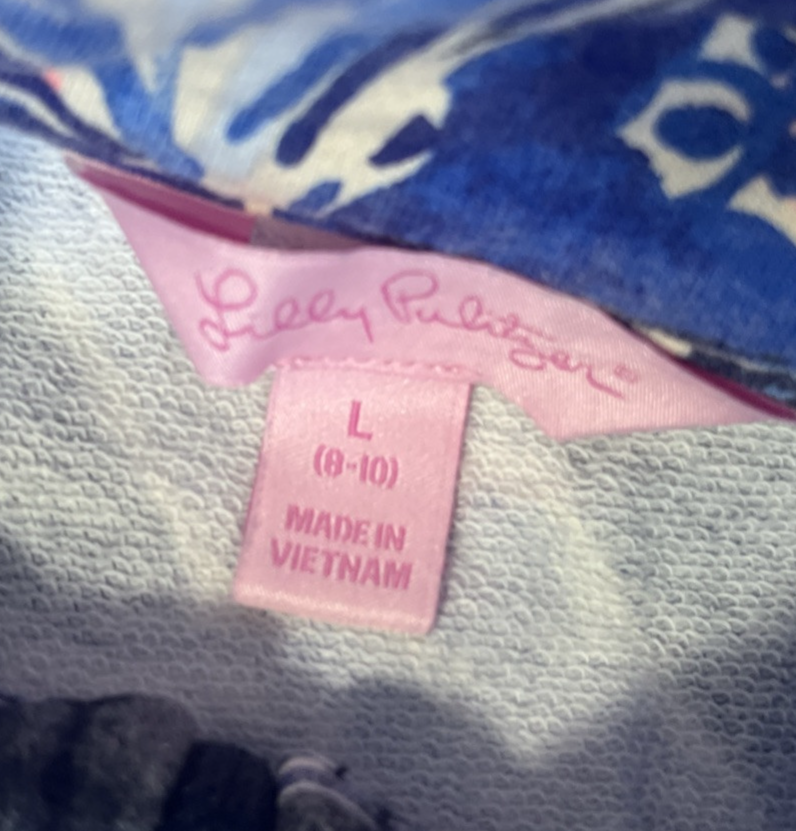 Lilly Pulitzer®
L
(8-10)
MADE IN
VIETNAM